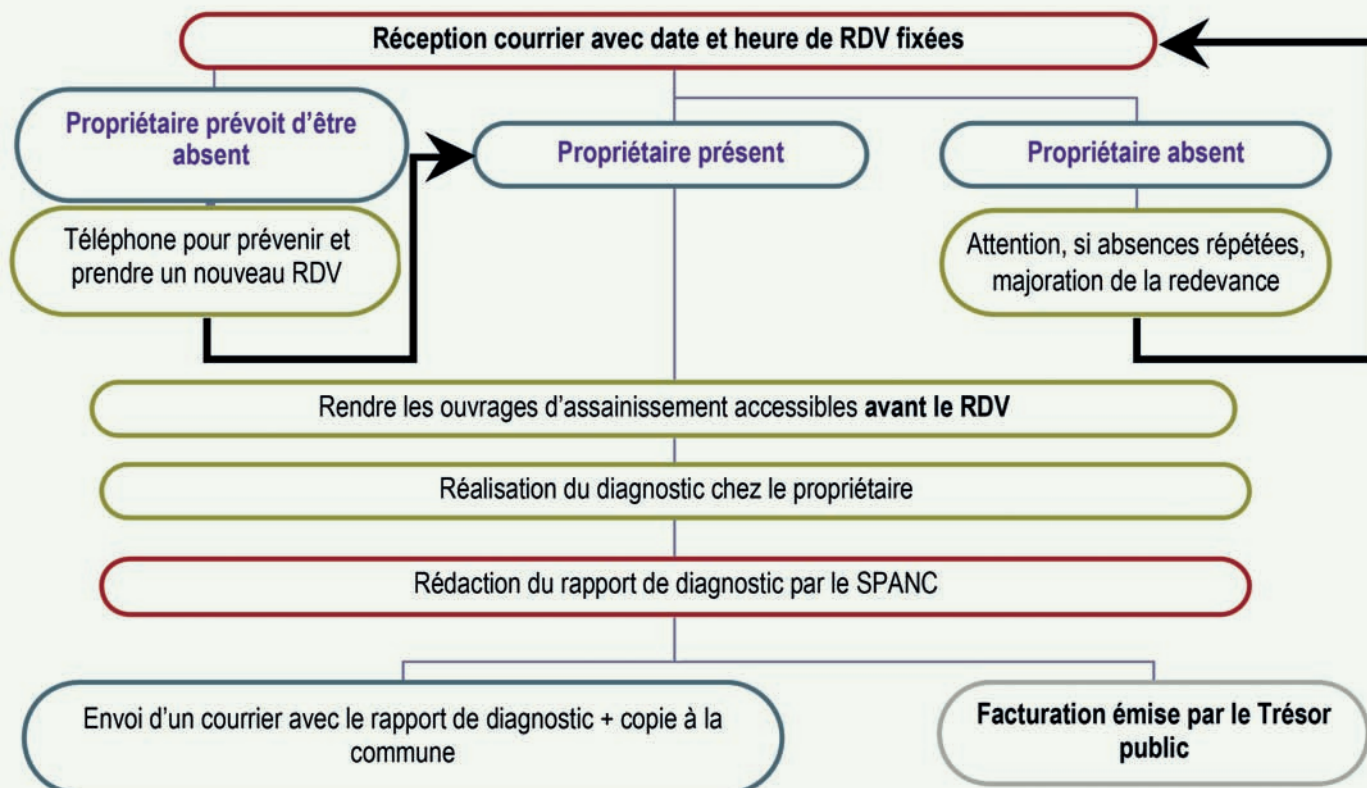 Réception courrier avec date et heure de RDV fixées
Propriétaire prévoit d'être
absent
Propriétaire présent
Propriétaire absent
Téléphone pour prévenir et
prendre un nouveau RDV
Attention, si absences répétées,
majoration de la redevance
Rendre les ouvrages d'assainissement accessibles avant le RDV
Réalisation du diagnostic chez le propriétaire
Rédaction du rapport de diagnostic par le SPANC
Envoi d'un courrier avec le rapport de diagnostic + copie à la
commune
Facturation émise par le Trésor
public